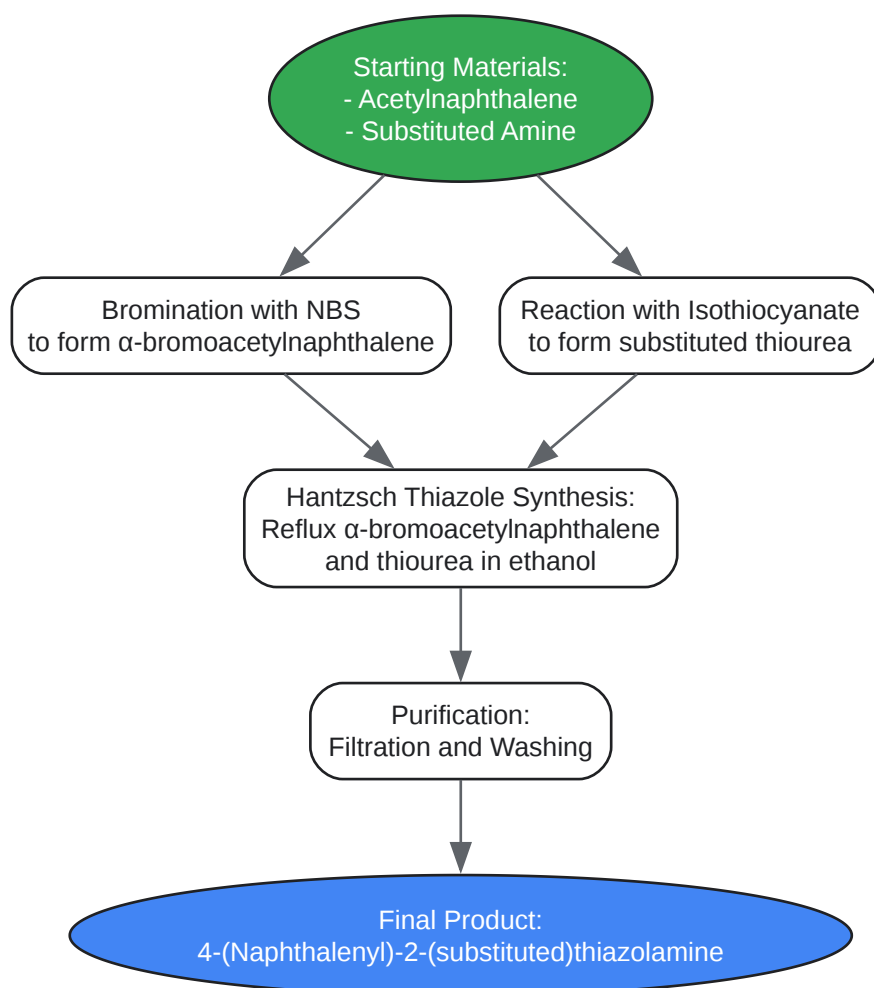 Starting Materials:
- Acetylnaphthalene
- Substituted Amine
Bromination with NBS
to form α-bromoacetylnaphthalene
Reaction with Isothiocyanate
to form substituted thiourea
Hantzsch Thiazole Synthesis:
Reflux α-bromoacetylnaphthalene
and thiourea in ethanol
Purification:
Filtration and Washing
Final Product:
4-(Naphthalenyl)-2-(substituted)thiazolamine